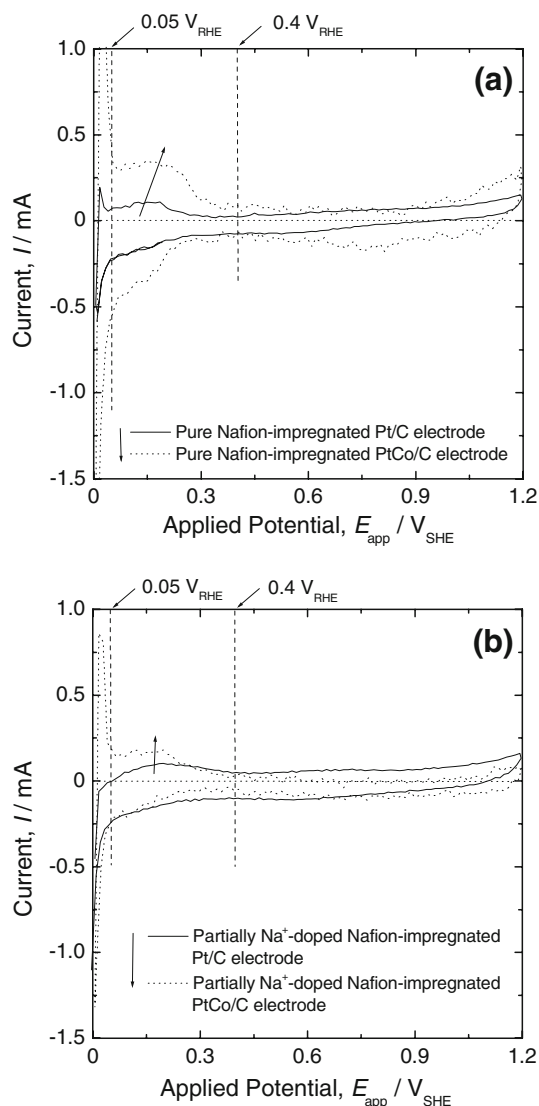 0.05 V_RHE
0.4 V_RHE
(a)
1.0
0.5
0
-0.5
-1.0
-1.5
Current, I / mA
Pure Nafion-impregnated Pt/C electrode
Pure Nafion-impregnated PtCo/C electrode
0 0.3 0.6 0.9 1.2
Applied Potential, E_app / V_SHE
0.05 V_RHE
0.4 V_RHE
(b)
1.0
0.5
0
-0.5
-1.0
-1.5
Current, I / mA
Partially Na⁺-doped Nafion-impregnated
Pt/C electrode
Partially Na⁺-doped Nafion-impregnated
PtCo/C electrode
0 0.3 0.6 0.9 1.2
Applied Potential, E_app / V_SHE